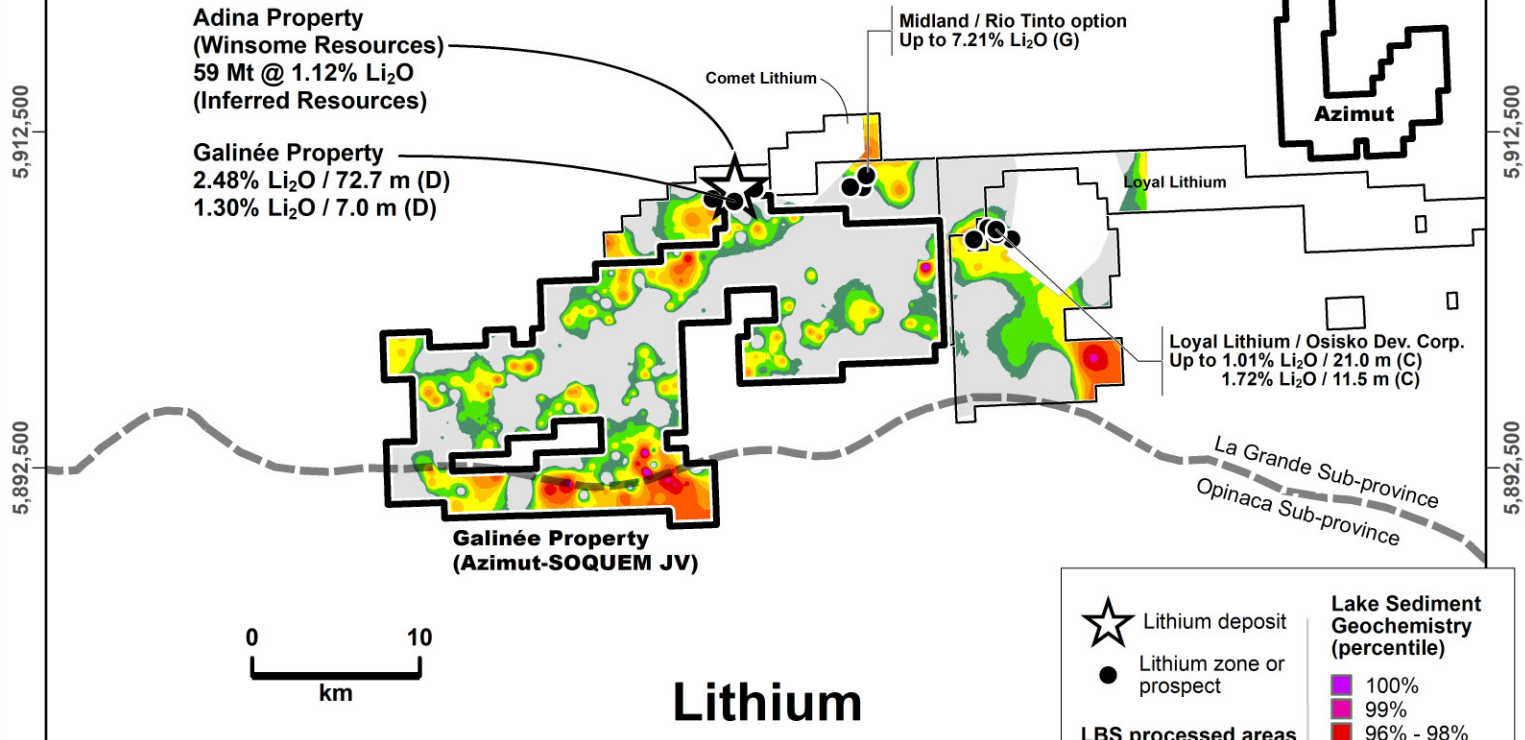 Adina Property
(Winsome Resources)
59 Mt @ 1.12% Li₂O
(Inferred Resources)
Galinée Property
2.48% Li₂O / 72.7 m (D)
1.30% Li₂O / 7.0 m (D)
Midland / Rio Tinto option
Up to 7.21% Li₂O (G)
Comet Lithium
Azimut
5,912,500
5,912,500
Loyal Lithium
Loyal Lithium / Osisko Dev. Corp.
Up to 1.01% Li₂O / 21.0 m (C)
1.72% Li₂O / 11.5 m (C)
5,892,500
5,892,500
La Grande Sub-province
Opinaca Sub-province
Galinée Property
(Azimut-SOQUEM JV)
0 10
km
Lithium
Lithium deposit
Lithium zone or
prospect
LBS processed areas
Lake Sediment
Geochemistry
(percentile)
100%
99%
96% - 98%